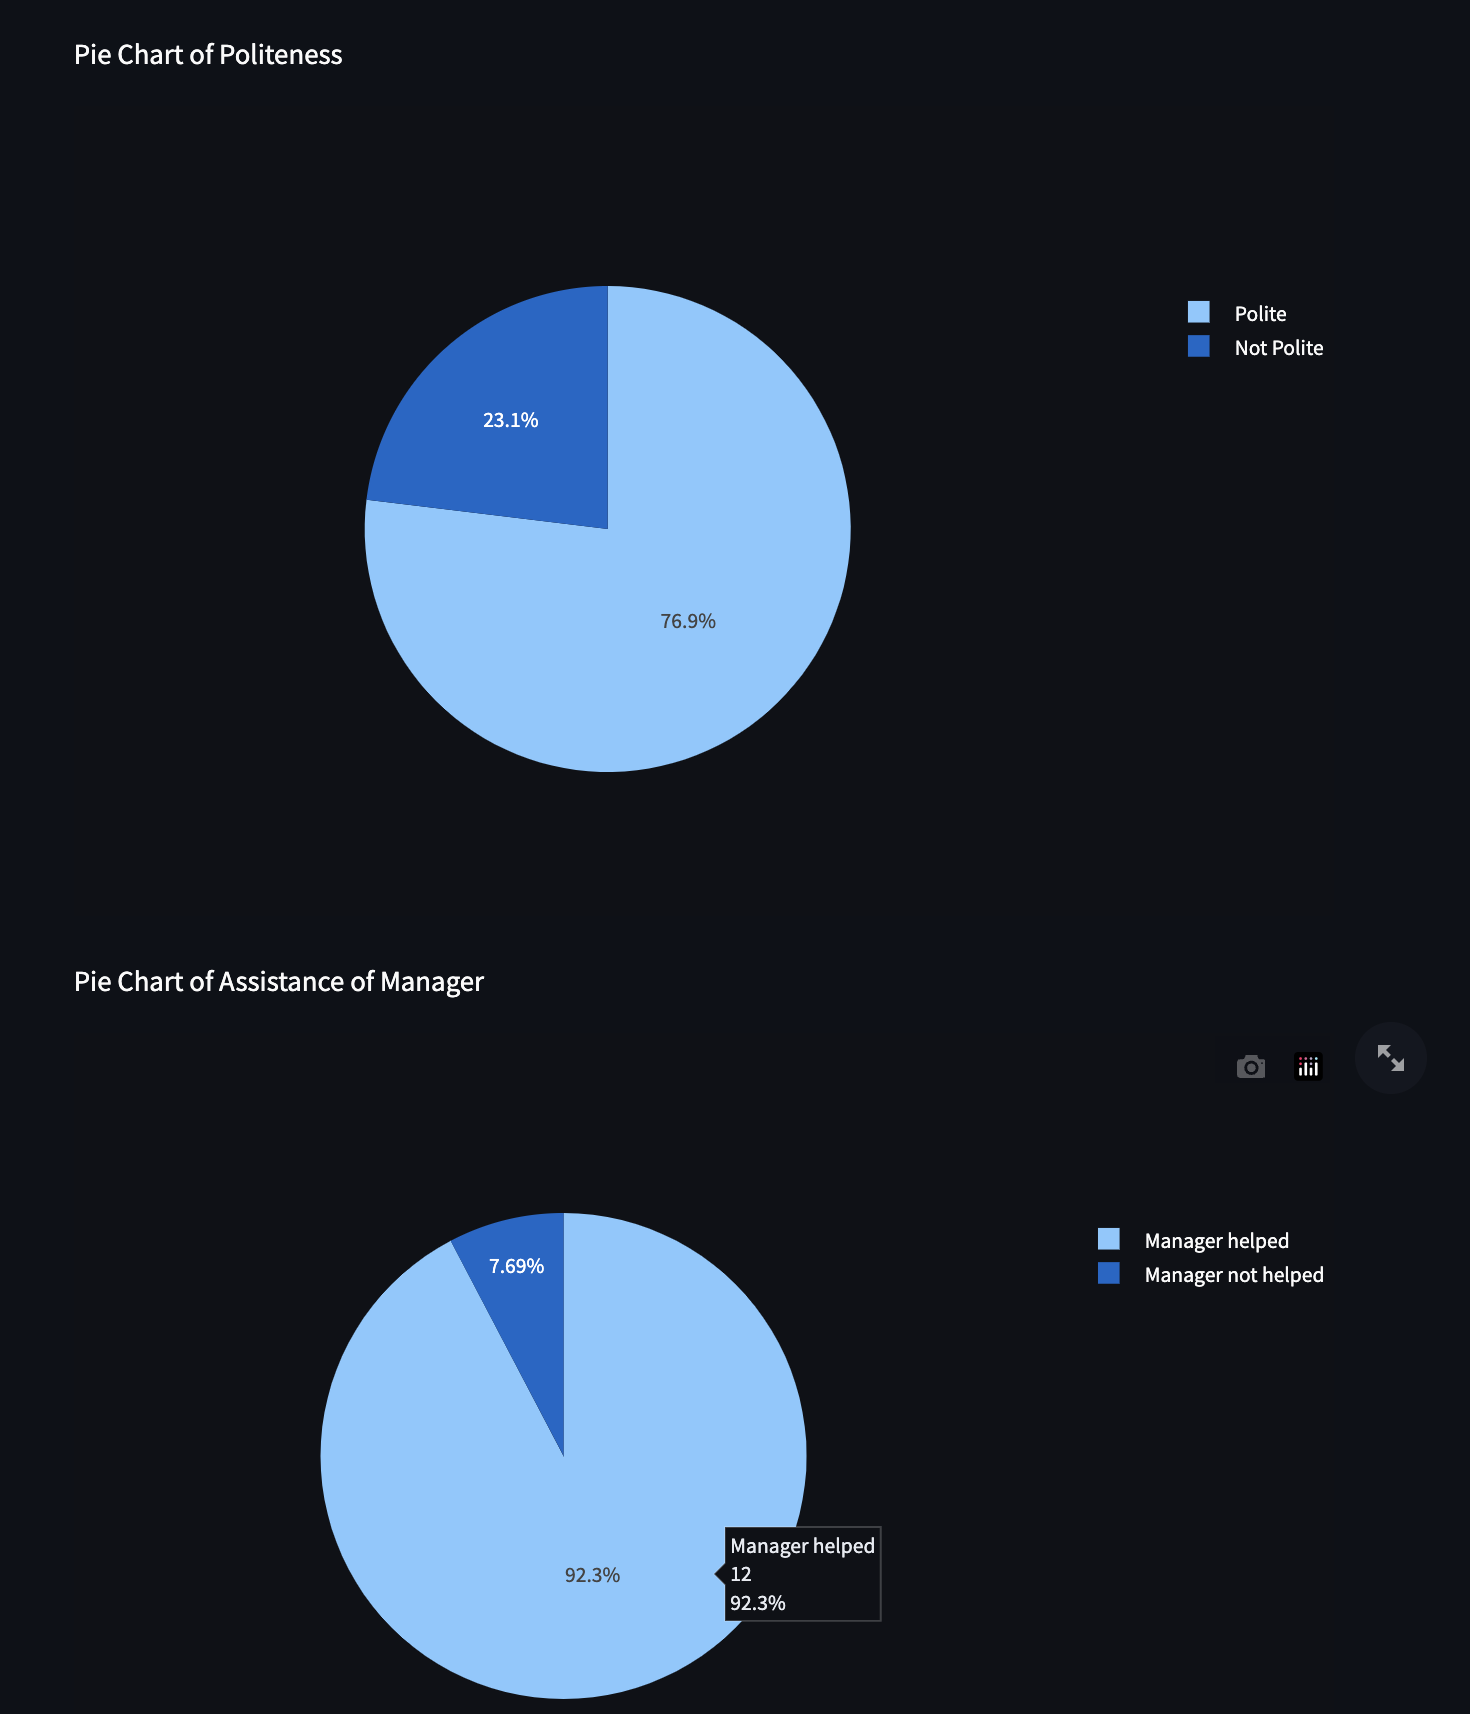 Pie Chart of Politeness
Polite
Not Polite
23.1%
76.9%
Pie Chart of Assistance of Manager
Manager helped
Manager not helped
7.69%
92.3%
Manager helped
12
92.3%